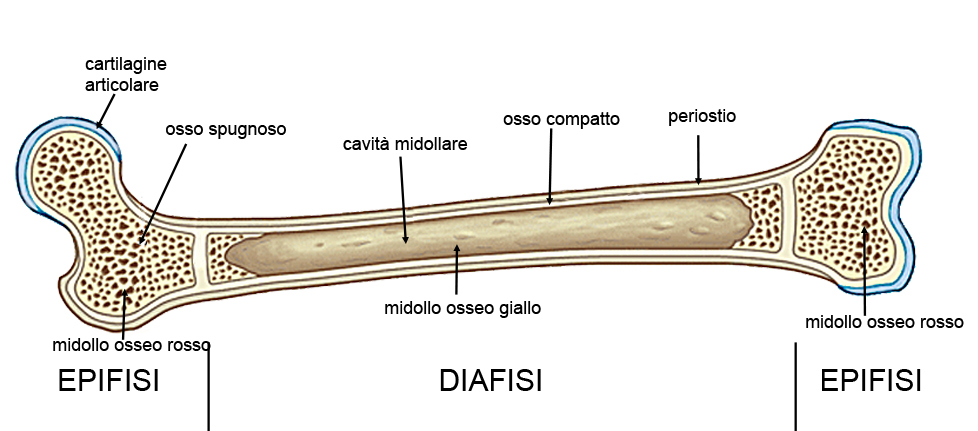 cartilagine
articolare
osso spugnoso
cavità midollare
osso compatto
periostio
midollo osseo giallo
midollo osseo rosso
midollo osseo rosso
EPIFISI
DIAFISI
EPIFISI